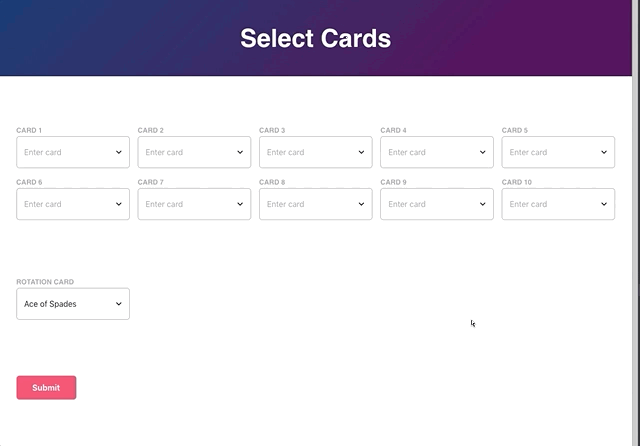 Select Cards
CARD 1 CARD 2 CARD 3 CARD 4 CARD 5
Enter card Enter card Enter card Enter card Enter card
CARD 6 CARD 7 CARD 8 CARD 9 CARD 10
Enter card Enter card Enter card Enter card Enter card
ROTATION CARD
Ace of Spades
Submit